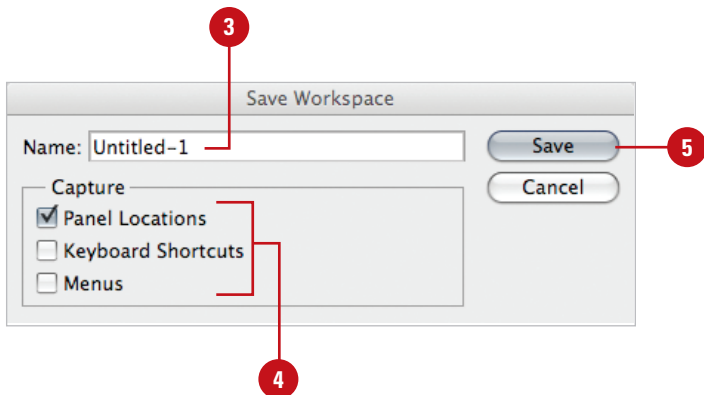 3
Save Workspace
Name: Untitled-1
Save
5
Capture
Cancel
Panel Locations
Keyboard Shortcuts
Menus
4